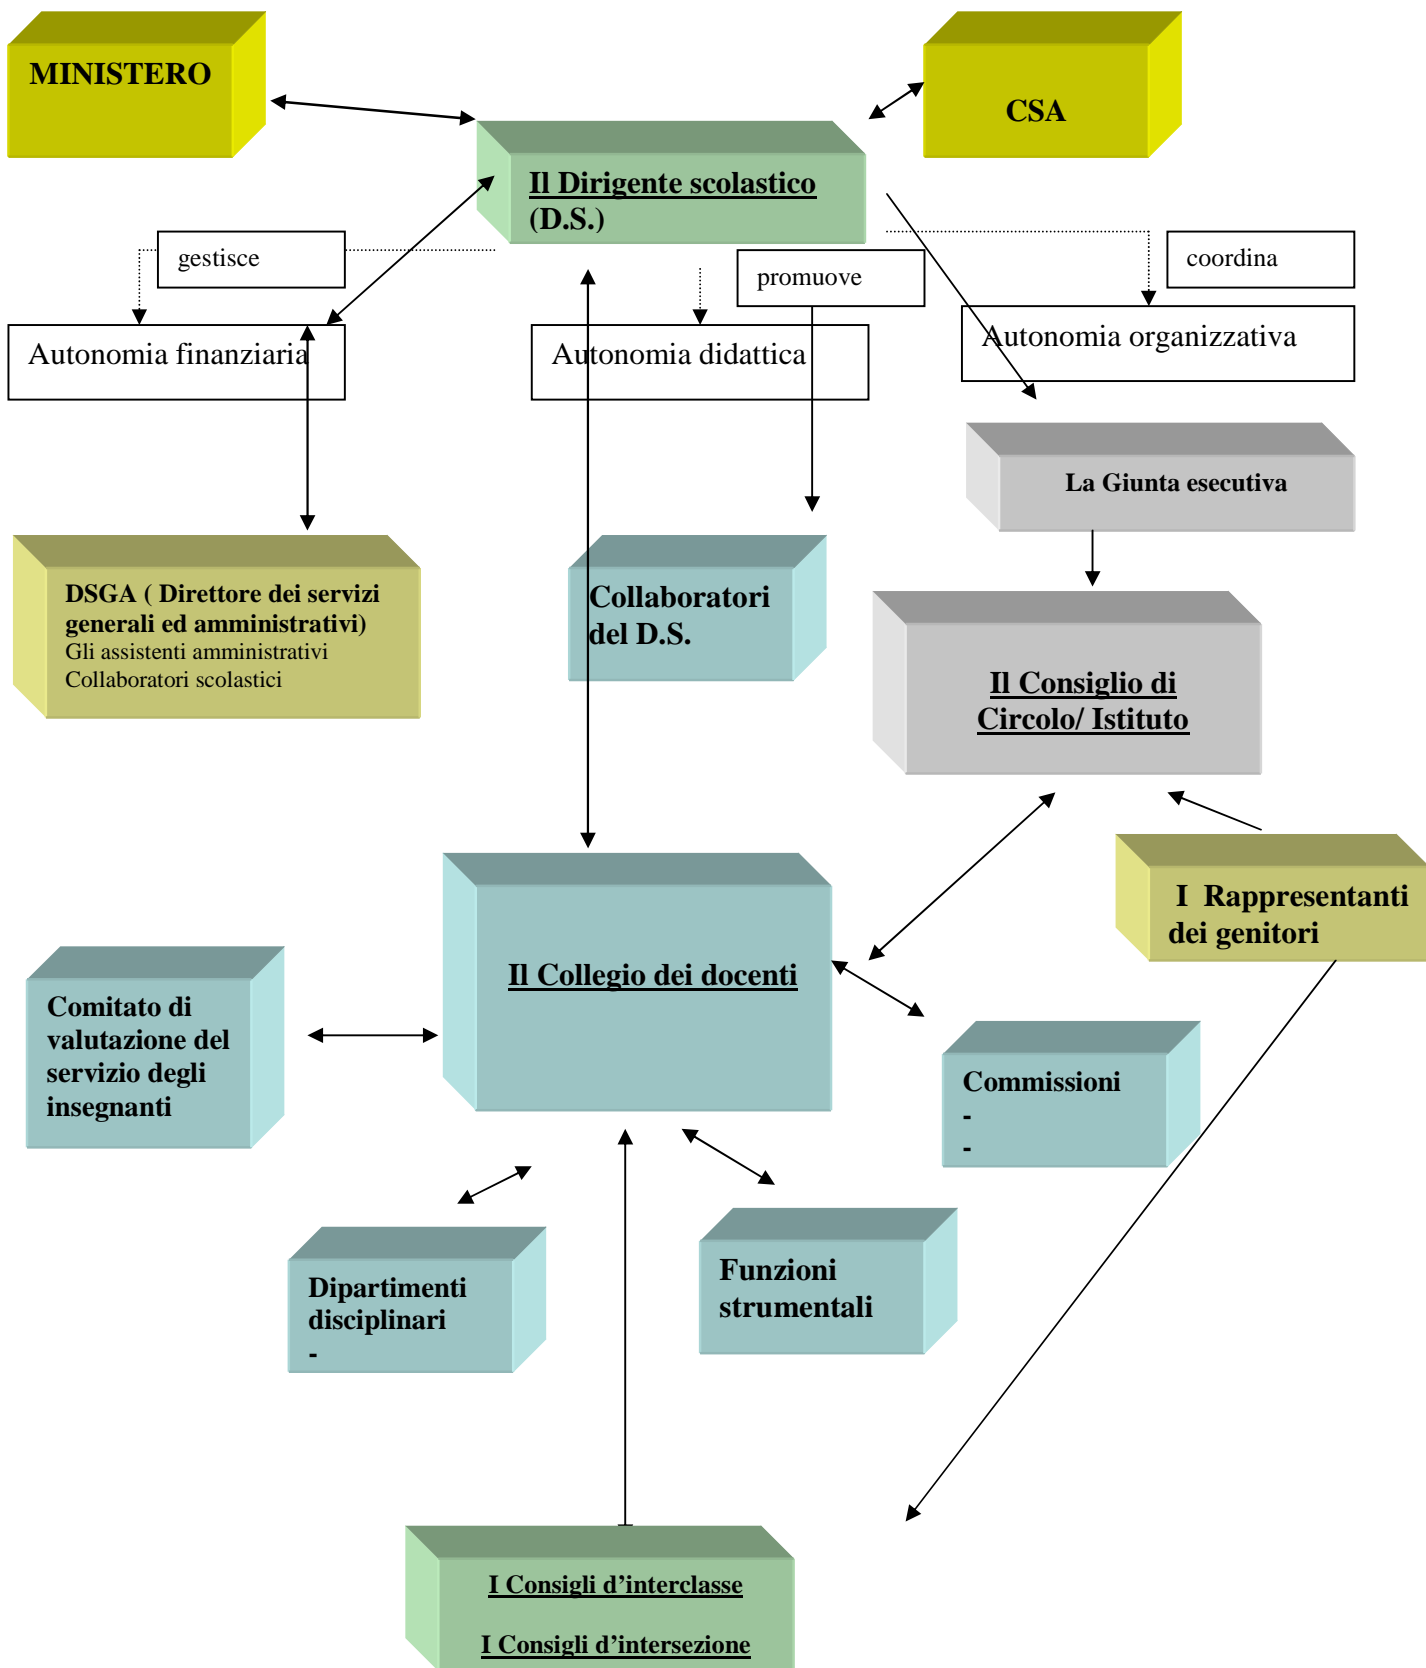 MINISTERO
CSA
Il Dirigente scolastico
(D.S.)
gestisce
promuove
coordina
Autonomia finanziaria
Autonomia didattica
Autonomia organizzativa
La Giunta esecutiva
DSGA ( Direttore dei servizi
generali ed amministrativi)
Gli assistenti amministrativi
Collaboratori scolastici
Collaboratori
del D.S.
Il Consiglio di
Circolo/ Istituto
I  Rappresentanti
dei genitori
Il Collegio dei docenti
Comitato di
valutazione del
servizio degli
insegnanti
Commissioni
-
-
Dipartimenti
disciplinari
-
Funzioni
strumentali
I Consigli d’interclasse
I Consigli d’intersezione